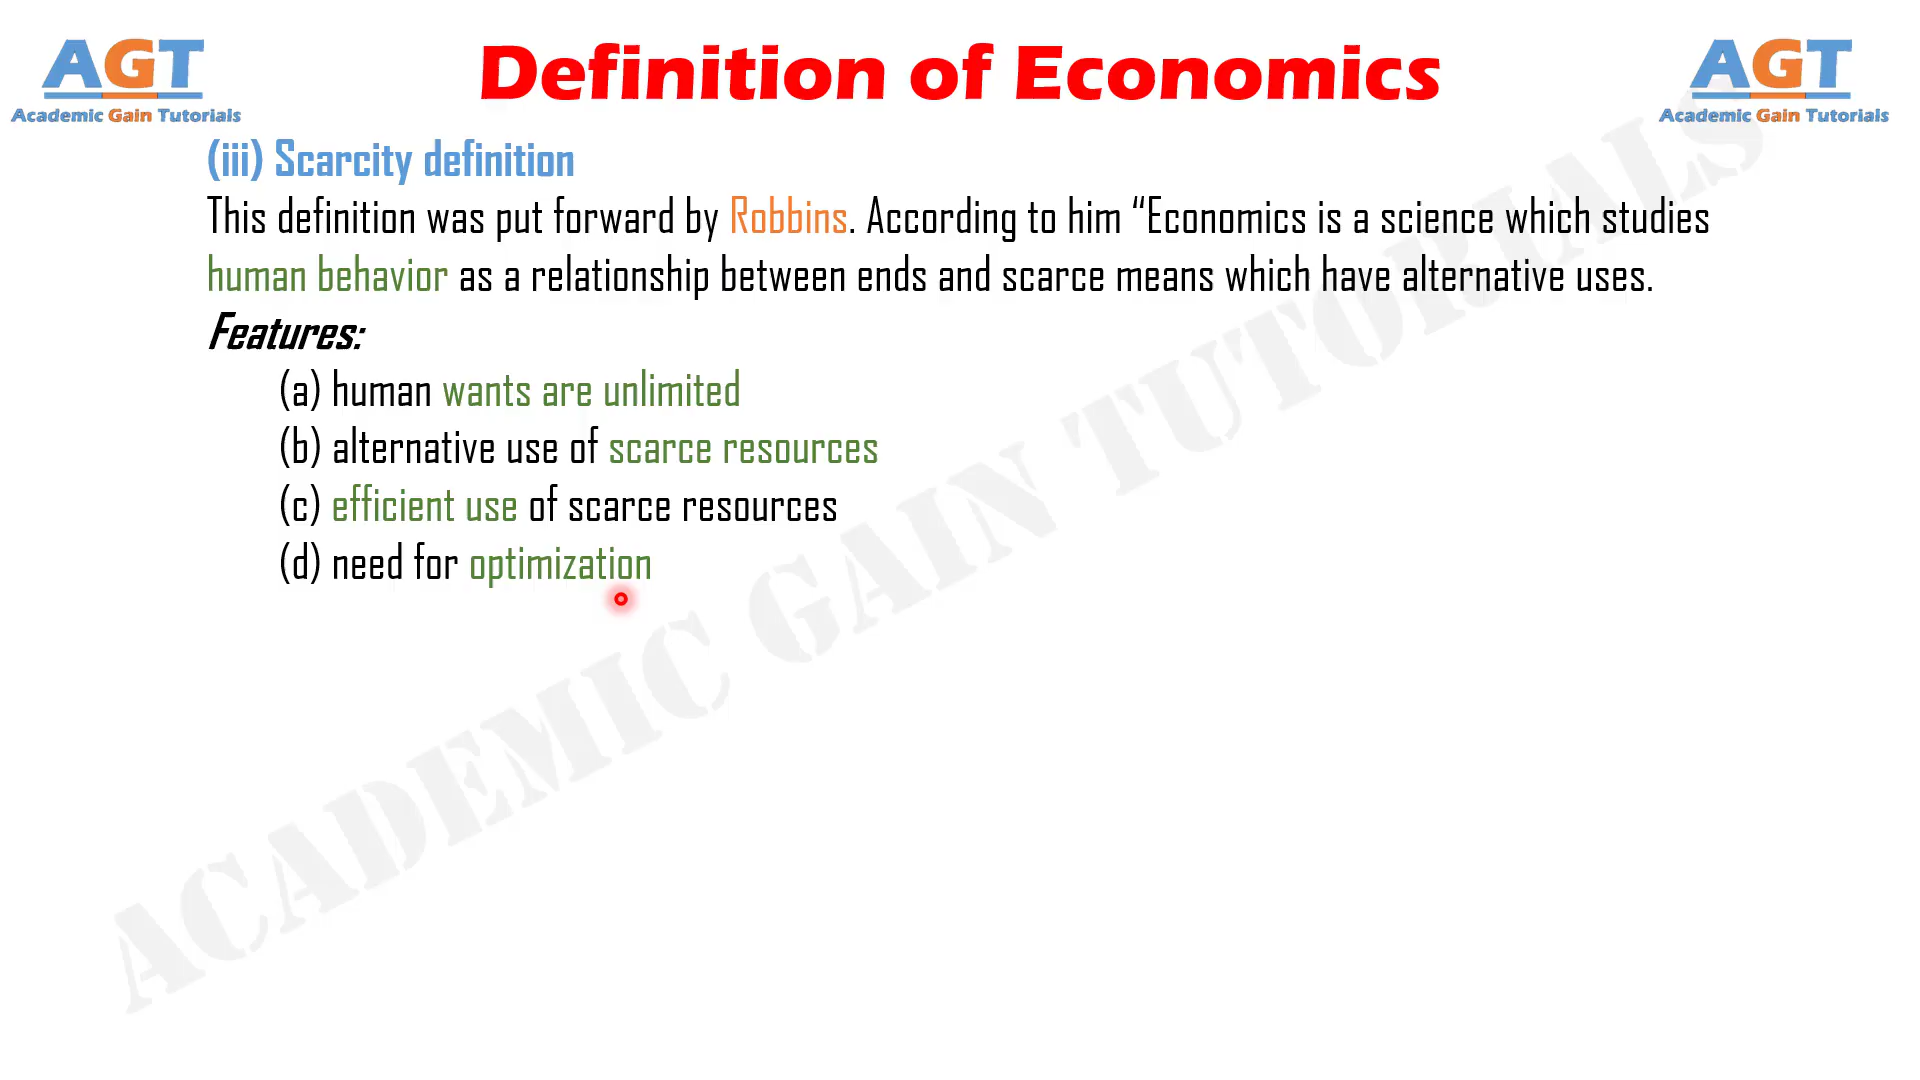 AGT
Academic Gain Tutorials
Definition of Economics
AGT
Academic Gain Tutorials
(iii) Scarcity definition
This definition was put forward by Robbins. According to him “Economics is a science which studies
human behavior as a relationship between ends and scarce means which have alternative uses.
Features:
(a) human wants are unlimited
(b) alternative use of scarce resources
(c) efficient use of scarce resources
(d) need for optimization
ACADEMIC GAIN TUTORIALS